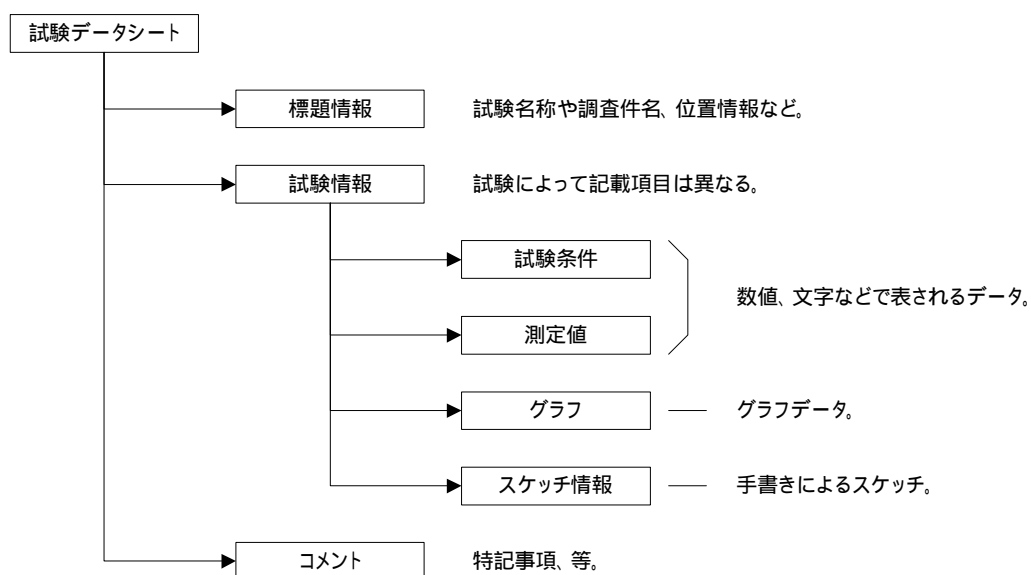 試験データシート
標題情報
試験名称や調査件名、位置情報など。
試験情報
試験によって記載項目は異なる。
試験条件
数値、文字などで表されるデータ。
測定値
グラフ
グラフデータ。
スケッチ情報
手書きによるスケッチ。
コメント
特記事項、等。